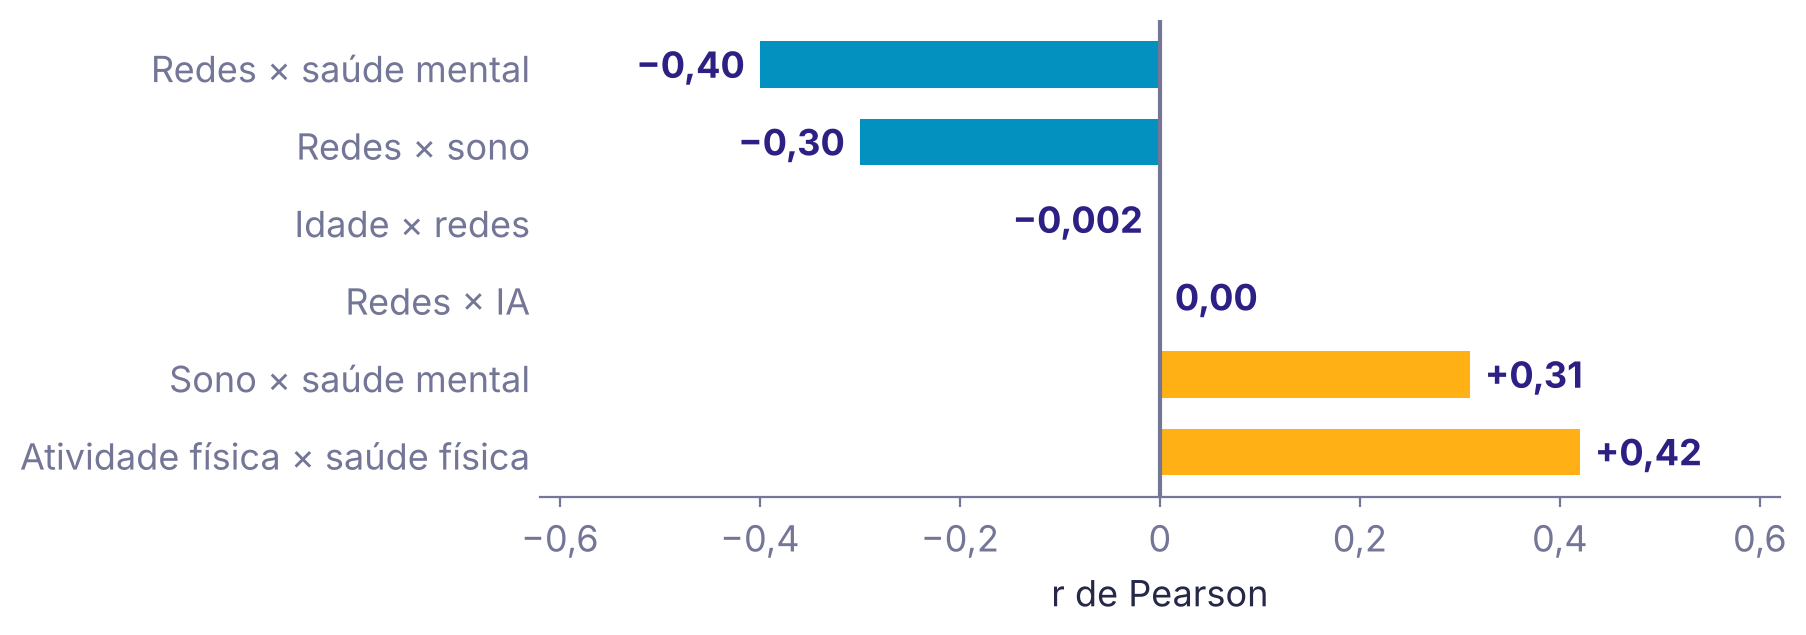 Redes × saúde mental −0,40
Redes × sono −0,30
Idade × redes −0,002
Redes × IA 0,00
Sono × saúde mental +0,31
Atividade física × saúde física +0,42
−0,6 −0,4 −0,2 0 0,2 0,4 0,6
r de Pearson